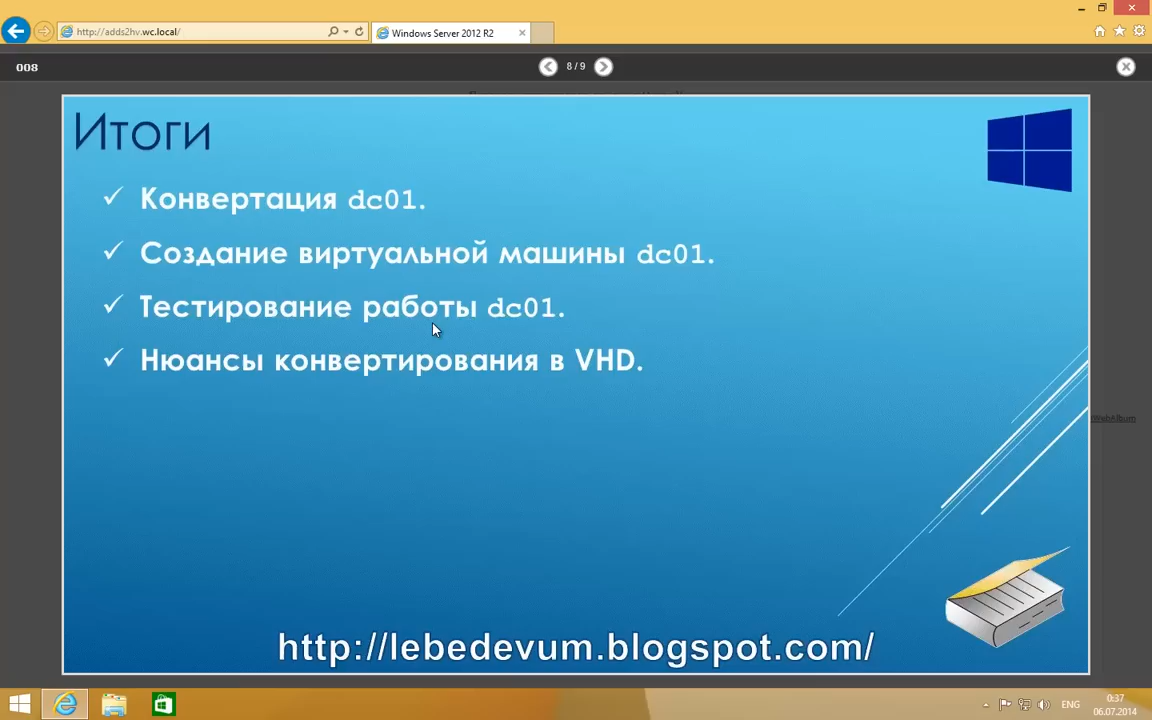 http://adds2hv.wc.local/
Windows Server 2012 R2
008
8 / 9
Итоги
Конвертация dc01.
Создание виртуальной машины dc01.
Тестирование работы dc01.
Нюансы конвертирования в VHD.
WebAlbum
http://lebedevum.blogspot.com/
ENG
0:37
06.07.2014